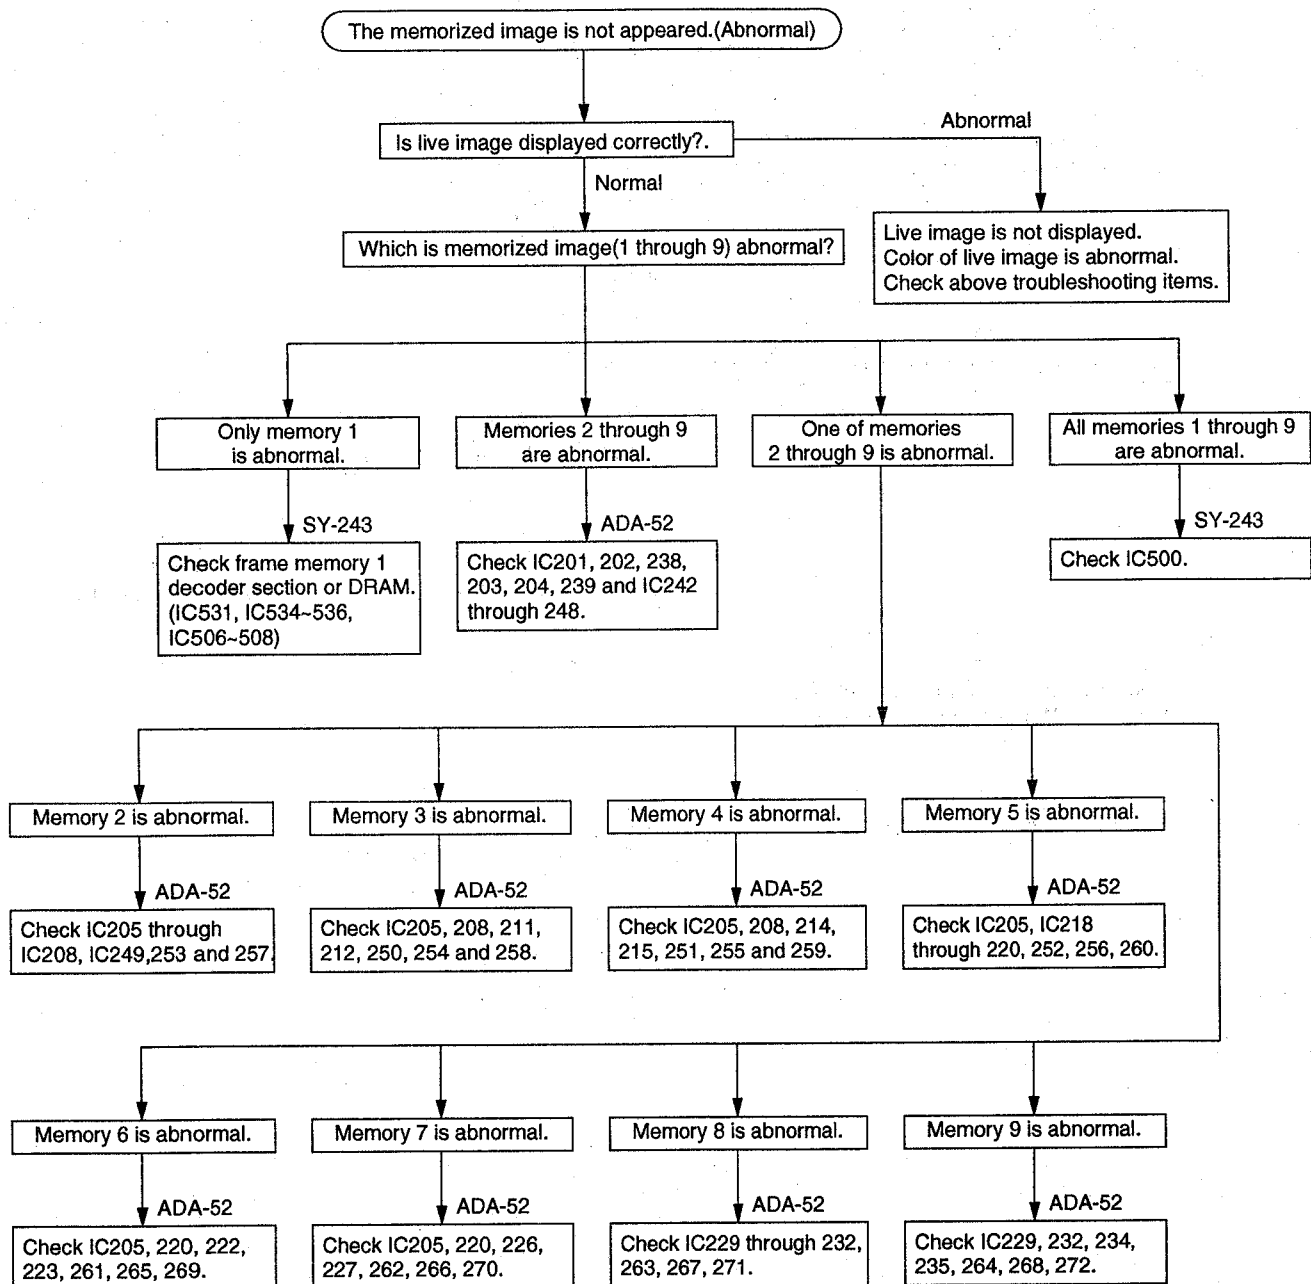 The memorized image is not appeared.(Abnormal)
Is live image displayed correctly?.
Abnormal
Normal
Live image is not displayed.
Color of live image is abnormal.
Check above troubleshooting items.
Which is memorized image(1 through 9) abnormal?
Only memory 1
is abnormal.
Memories 2 through 9
are abnormal.
One of memories
2 through 9 is abnormal.
All memories 1 through 9
are abnormal.
SY-243
ADA-52
SY-243
Check frame memory 1
decoder section or DRAM.
(IC531, IC534~536,
IC506~508)
Check IC201, 202, 238,
203, 204, 239 and IC242
through 248.
Check IC500.
Memory 2 is abnormal.
Memory 3 is abnormal.
Memory 4 is abnormal.
Memory 5 is abnormal.
ADA-52
ADA-52
ADA-52
ADA-52
Check IC205 through
IC208, IC249,253 and 257.
Check IC205, 208, 211,
212, 250, 254 and 258.
Check IC205, 208, 214,
215, 251, 255 and 259.
Check IC205, IC218
through 220, 252, 256, 260.
Memory 6 is abnormal.
Memory 7 is abnormal.
Memory 8 is abnormal.
Memory 9 is abnormal.
ADA-52
ADA-52
ADA-52
ADA-52
Check IC205, 220, 222,
223, 261, 265, 269.
Check IC205, 220, 226,
227, 262, 266, 270.
Check IC229 through 232,
263, 267, 271.
Check IC229, 232, 234,
235, 264, 268, 272.